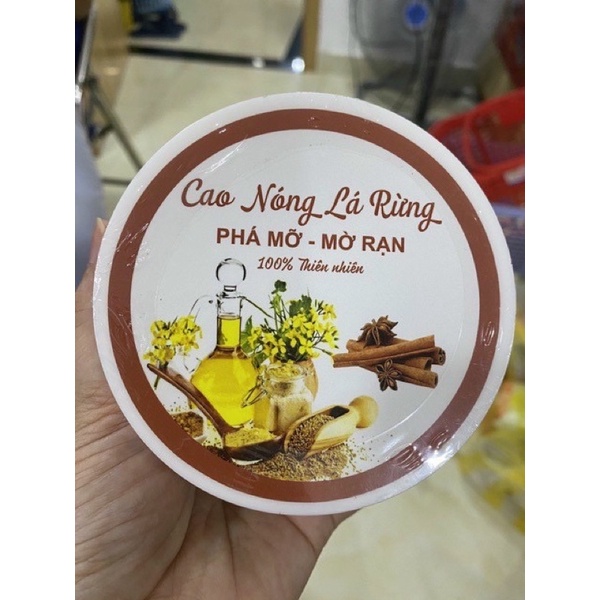 Cao Nóng Lá Rừng
PHÁ MỠ - MỜ RẠN
100% Thiên nhiên